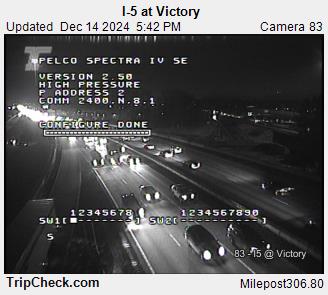 I-5 at Victory
Updated Dec 14 2024 5:42 PM Camera 83
PELCO SPECTRA IV SE
VERSION 2.50
HIGH PRESSURE
P ADDRESS 2
COMM 2400.N.8.1
CONFIGURE DONE
12345678 1234567890
SW1[ ] SW2[ ]
S
83 - I5 @ Victory
TripCheck.com Milepost306.80